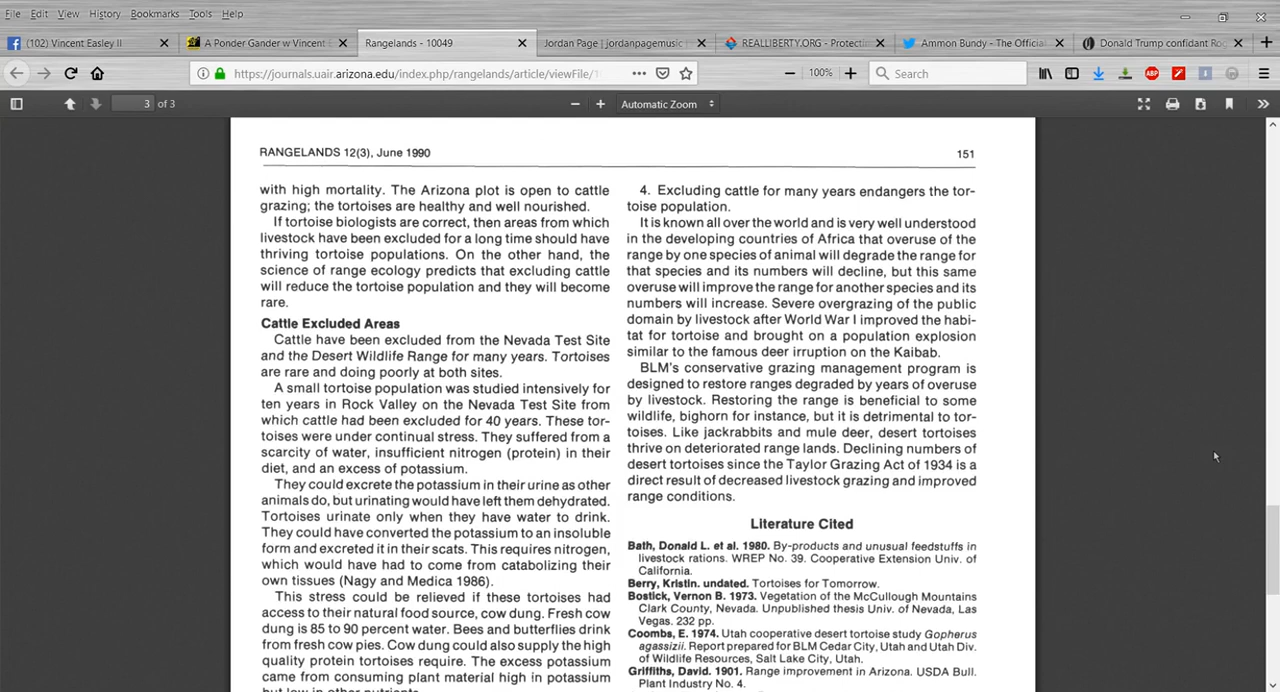 File Edit View History Bookmarks Tools Help
(102) Vincent Easley II
A Ponder Gander w Vincent
Rangelands - 10049
Jordan Page | jordanpagemusic
REALLIBERTY.ORG - Protectin
Ammon Bundy - The Official
Donald Trump confidant Rog
https://journals.uair.arizona.edu/index.php/rangelands/article/viewFile/1
100%
Search
ABP
3 of 3
Automatic Zoom
RANGELANDS 12(3), June 1990
151
with high mortality. The Arizona plot is open to cattle
grazing; the tortoises are healthy and well nourished.
If tortoise biologists are correct, then areas from which
livestock have been excluded for a long time should have
thriving tortoise populations. On the other hand, the
science of range ecology predicts that excluding cattle
will reduce the tortoise population and they will become
rare.
Cattle Excluded Areas
Cattle have been excluded from the Nevada Test Site
and the Desert Wildlife Range for many years. Tortoises
are rare and doing poorly at both sites.
A small tortoise population was studied intensively for
ten years in Rock Valley on the Nevada Test Site from
which cattle had been excluded for 40 years. These tor-
toises were under continual stress. They suffered from a
scarcity of water, insufficient nitrogen (protein) in their
diet, and an excess of potassium.
They could excrete the potassium in their urine as other
animals do, but urinating would have left them dehydrated.
Tortoises urinate only when they have water to drink.
They could have converted the potassium to an insoluble
form and excreted it in their scats. This requires nitrogen,
which would have had to come from catabolizing their
own tissues (Nagy and Medica 1986).
This stress could be relieved if these tortoises had
access to their natural food source, cow dung. Fresh cow
dung is 85 to 90 percent water. Bees and butterflies drink
from fresh cow pies. Cow dung could also supply the high
quality protein tortoises require. The excess potassium
came from consuming plant material high in potassium
but low in other nutrients.
4. Excluding cattle for many years endangers the tor-
toise population.
It is known all over the world and is very well understood
in the developing countries of Africa that overuse of the
range by one species of animal will degrade the range for
that species and its numbers will decline, but this same
overuse will improve the range for another species and its
numbers will increase. Severe overgrazing of the public
domain by livestock after World War I improved the habi-
tat for tortoise and brought on a population explosion
similar to the famous deer irruption on the Kaibab.
BLM's conservative grazing management program is
designed to restore ranges degraded by years of overuse
by livestock. Restoring the range is beneficial to some
wildlife, bighorn for instance, but it is detrimental to tor-
toises. Like jackrabbits and mule deer, desert tortoises
thrive on deteriorated range lands. Declining numbers of
desert tortoises since the Taylor Grazing Act of 1934 is a
direct result of decreased livestock grazing and improved
range conditions.
Literature Cited
Bath, Donald L. et al. 1980. By-products and unusual feedstuffs in
livestock rations. WREP No. 39. Cooperative Extension Univ. of
California.
Berry, Kristin. undated. Tortoises for Tomorrow.
Bostick, Vernon B. 1973. Vegetation of the McCullough Mountains
Clark County, Nevada. Unpublished thesis Univ. of Nevada, Las
Vegas. 232 pp.
Coombs, E. 1974. Utah cooperative desert tortoise study Gopherus
agassizii. Report prepared for BLM Cedar City, Utah and Utah Div.
of Wildlife Resources, Salt Lake City, Utah.
Griffiths, David. 1901. Range improvement in Arizona. USDA Bull.
Plant Industry No. 4.